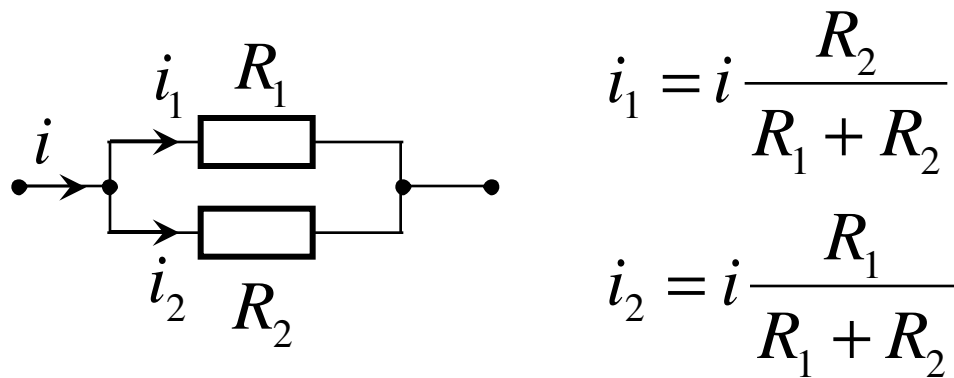 i
i₁
R₁
i₂
R₂
i₁ = i R₂ / (R₁ + R₂)
i₂ = i R₁ / (R₁ + R₂)